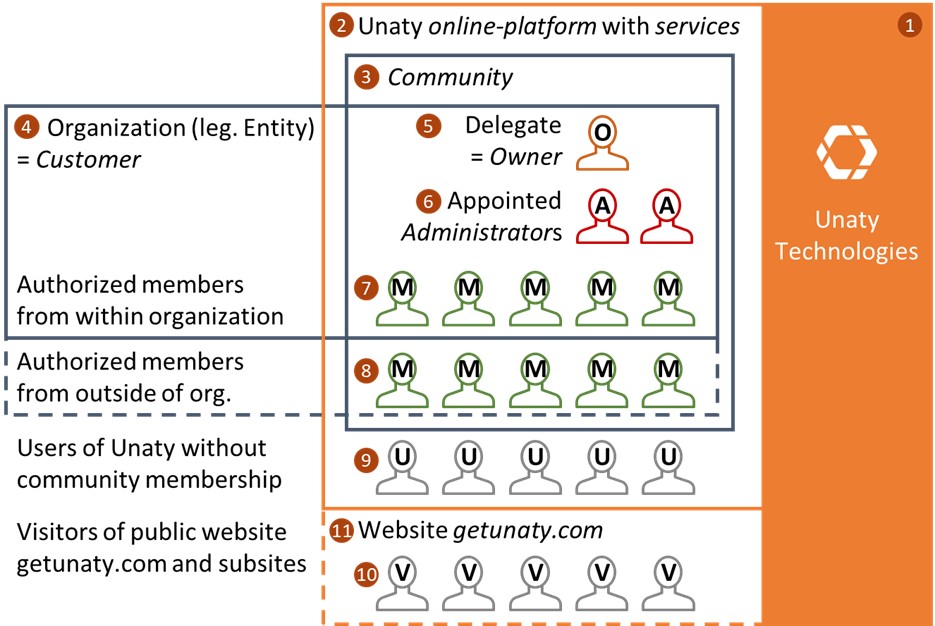 2 Unaty online-platform with services
1
3 Community
4 Organization (leg. Entity)
= Customer
5 Delegate
= Owner
O
6 Appointed
Administrators
A A
Unaty
Technologies
Authorized members
from within organization
7 M M M M M
Authorized members
from outside of org.
8 M M M M M
Users of Unaty without
community membership
9 U U U U U
Visitors of public website
getunaty.com and subsites
11 Website getunaty.com
10 V V V V V